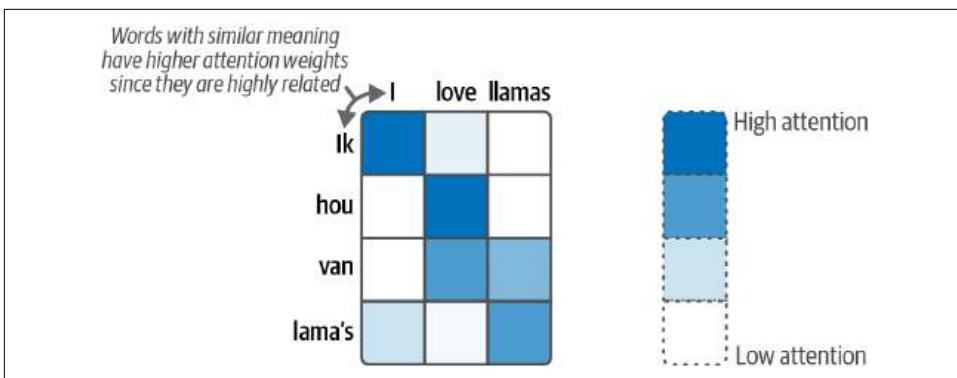 Words with similar meaning
have higher attention weights
since they are highly related
I love llamas
Ik
hou
van
lama's
High attention
Low attention